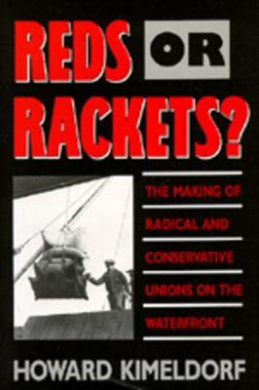 REDS OR
RACKETS?
THE MAKING OF
RADICAL AND
CONSERVATIVE
UNIONS ON THE
WATERFRONT
HOWARD KIMELDORF